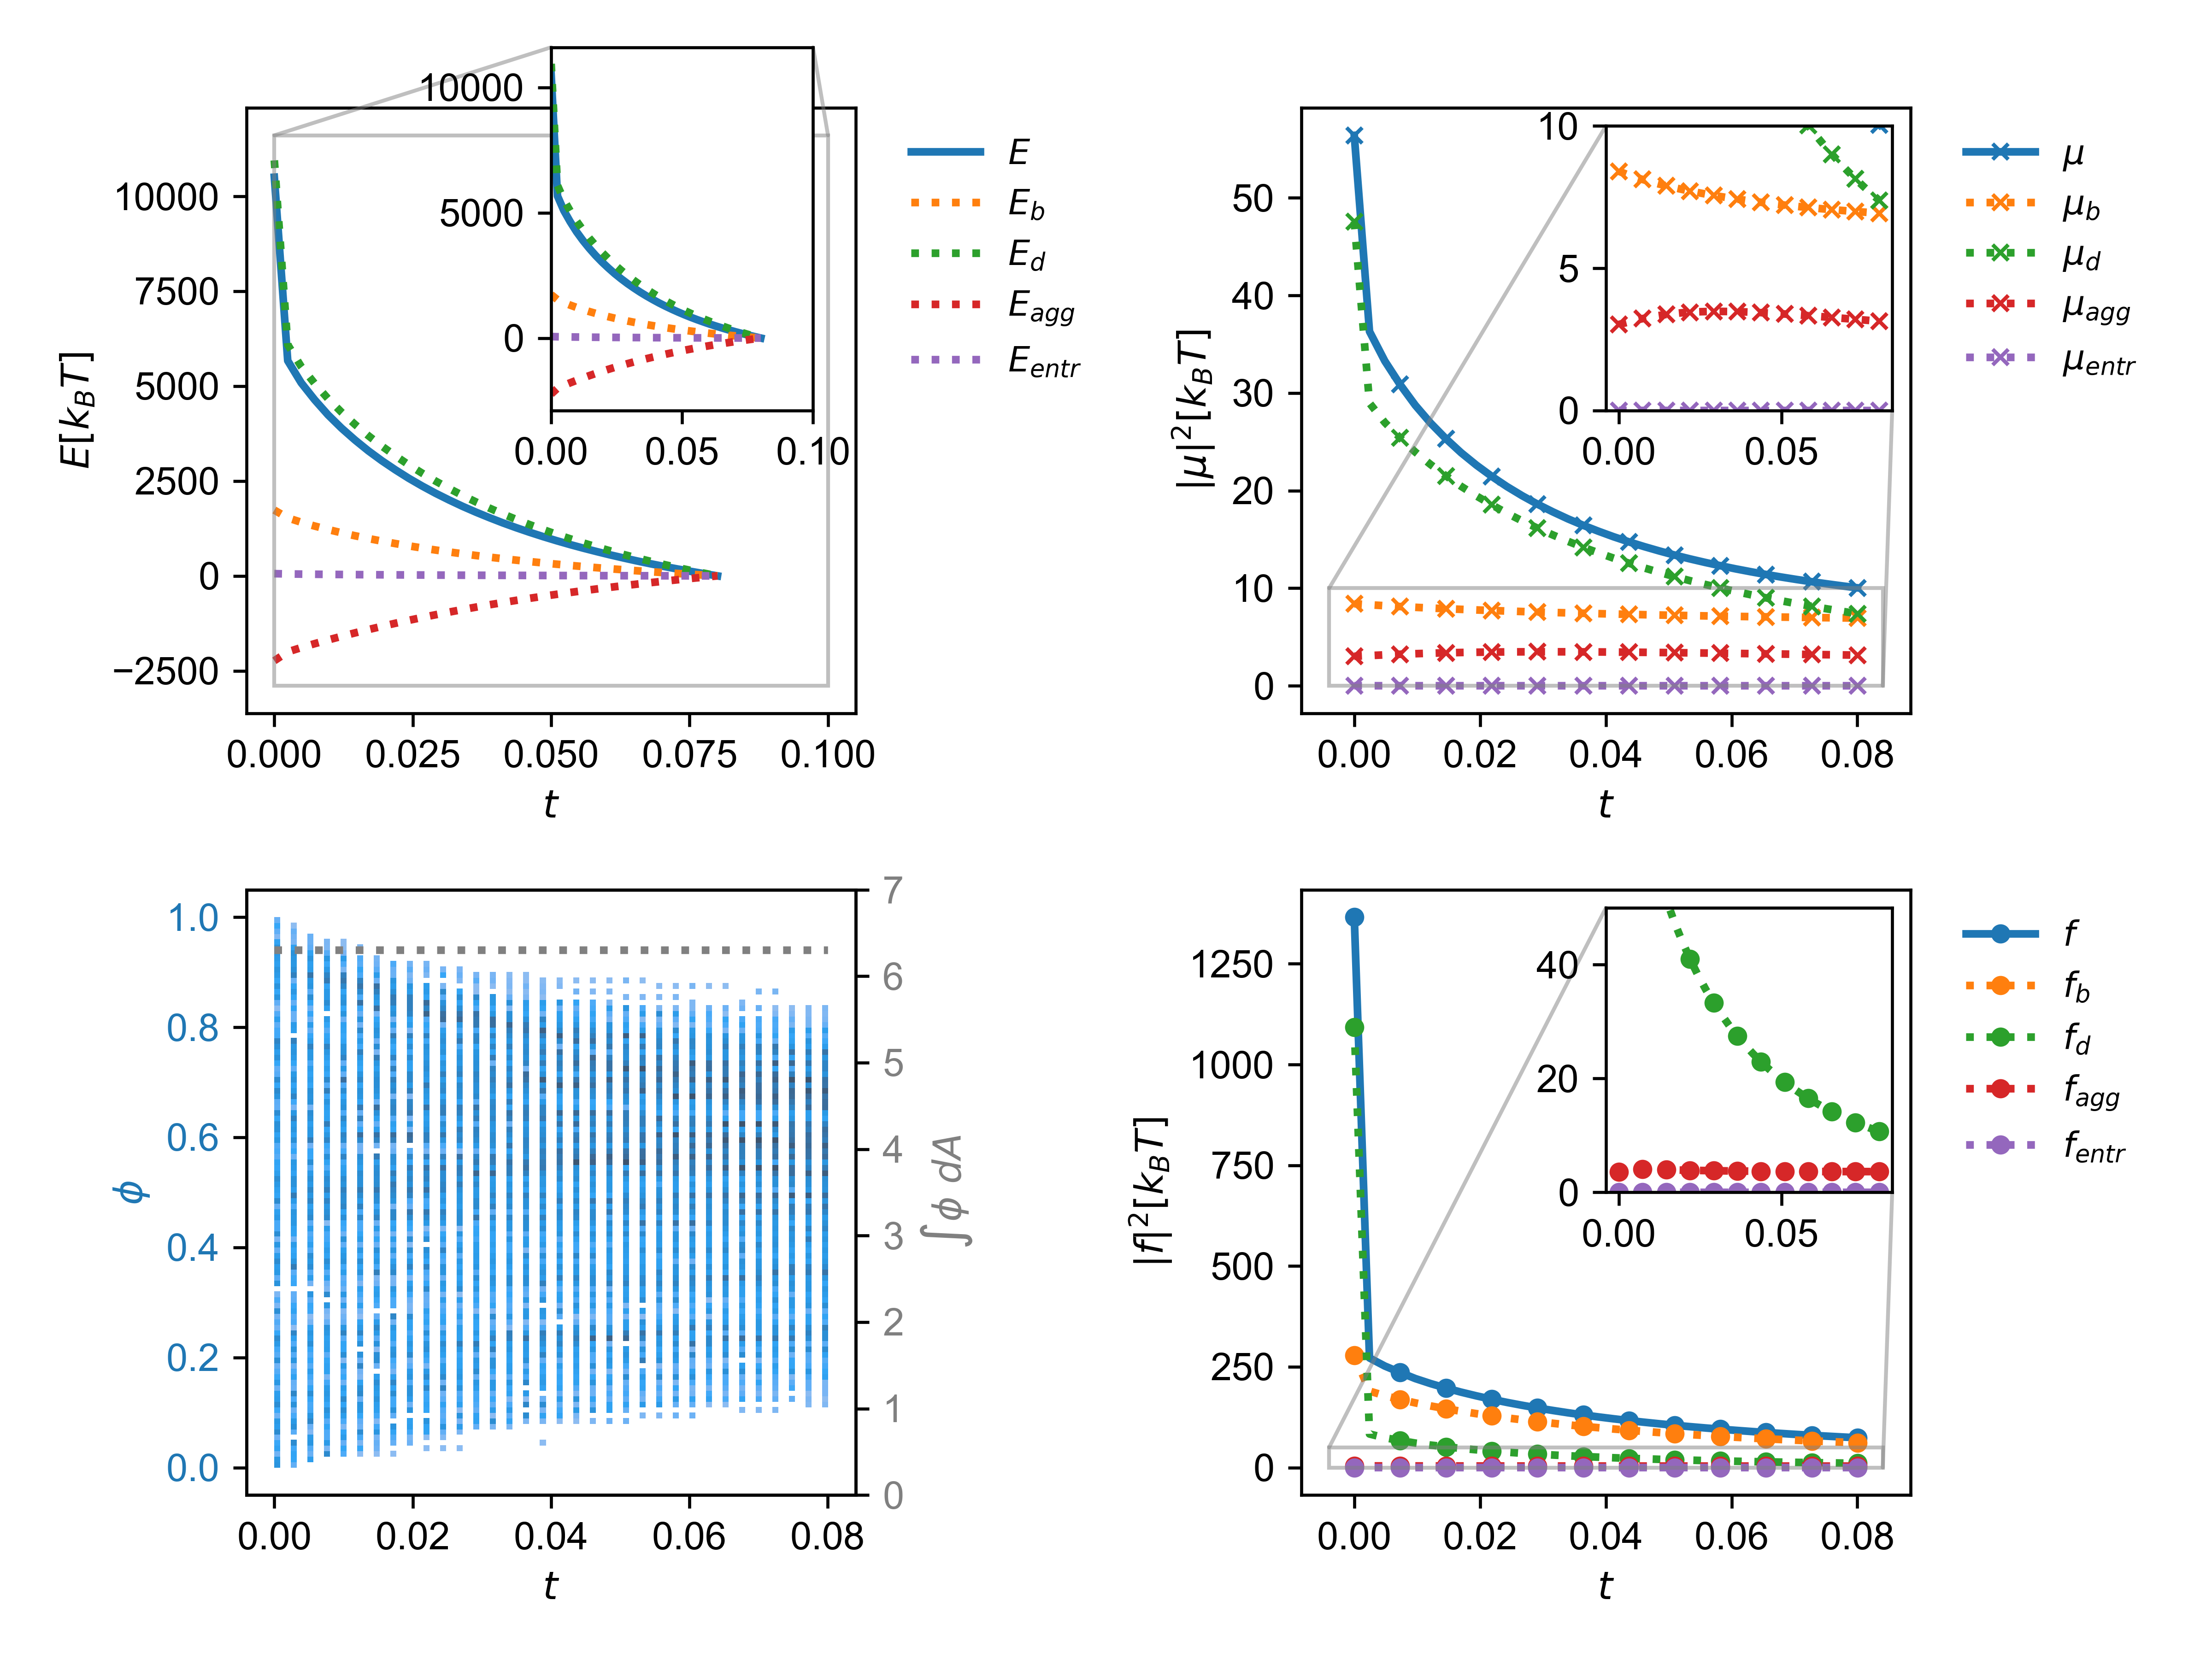 10000
5000
0
0.00 0.05 0.10
10000
7500
5000
2500
0
−2500
E[k_BT]
0.000 0.025 0.050 0.075 0.100
t
E
E_b
E_d
E_agg
E_entr
10
5
0
0.00 0.05
50
40
30
20
10
0
|μ|²[k_BT]
0.00 0.02 0.04 0.06 0.08
t
μ
μ_b
μ_d
μ_agg
μ_entr
1.0
0.8
0.6
0.4
0.2
0.0
ϕ
7
6
5
4
3
2
1
0
∫ϕ dA
0.00 0.02 0.04 0.06 0.08
t
40
20
0
0.00 0.05
1250
1000
750
500
250
0
|f|²[k_BT]
0.00 0.02 0.04 0.06 0.08
t
f
f_b
f_d
f_agg
f_entr